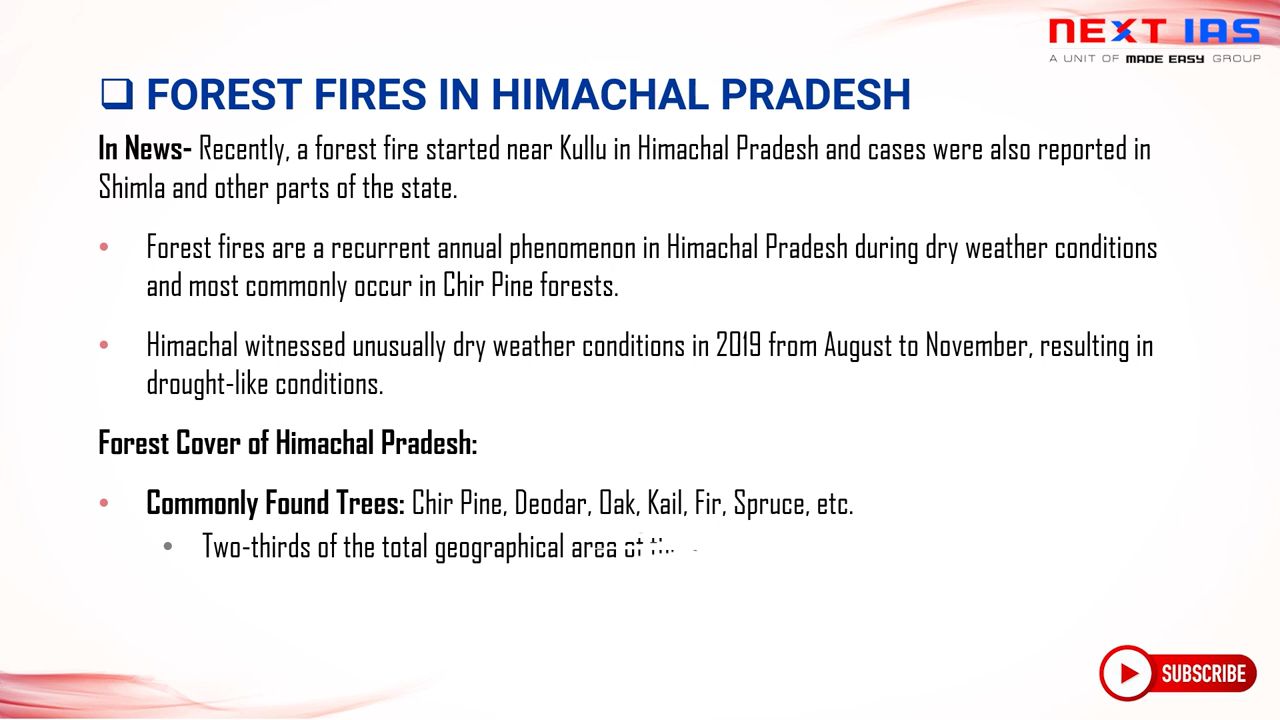 NEXT IAS
A UNIT OF MADE EASY GROUP
FOREST FIRES IN HIMACHAL PRADESH
In News- Recently, a forest fire started near Kullu in Himachal Pradesh and cases were also reported in
Shimla and other parts of the state.
• Forest fires are a recurrent annual phenomenon in Himachal Pradesh during dry weather conditions
and most commonly occur in Chir Pine forests.
• Himachal witnessed unusually dry weather conditions in 2019 from August to November, resulting in
drought-like conditions.
Forest Cover of Himachal Pradesh:
• Commonly Found Trees: Chir Pine, Deodar, Oak, Kail, Fir, Spruce, etc.
• Two-thirds of the total geographical area of
SUBSCRIBE